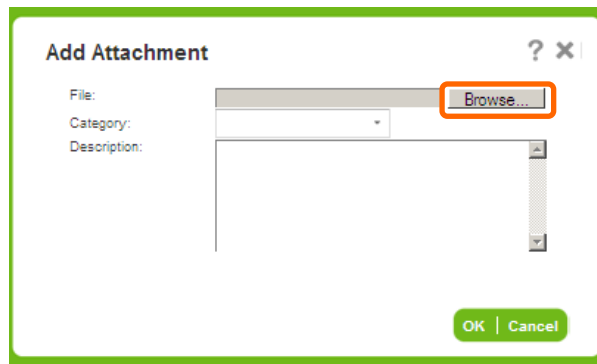 Add Attachment ?
File: Browse...
Category:
Description:
OK | Cancel